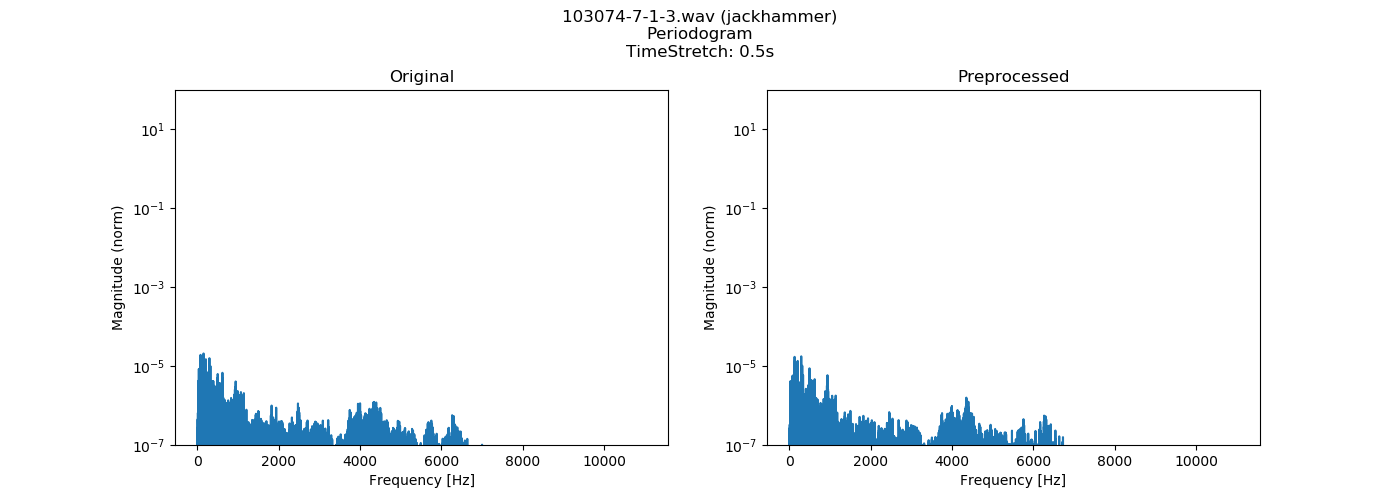 103074-7-1-3.wav (jackhammer)
Periodogram
TimeStretch: 0.5s
Original
Magnitude (norm)
10^1
10^-1
10^-3
10^-5
10^-7
0 2000 4000 6000 8000 10000
Frequency [Hz]
Preprocessed
Magnitude (norm)
10^1
10^-1
10^-3
10^-5
10^-7
0 2000 4000 6000 8000 10000
Frequency [Hz]